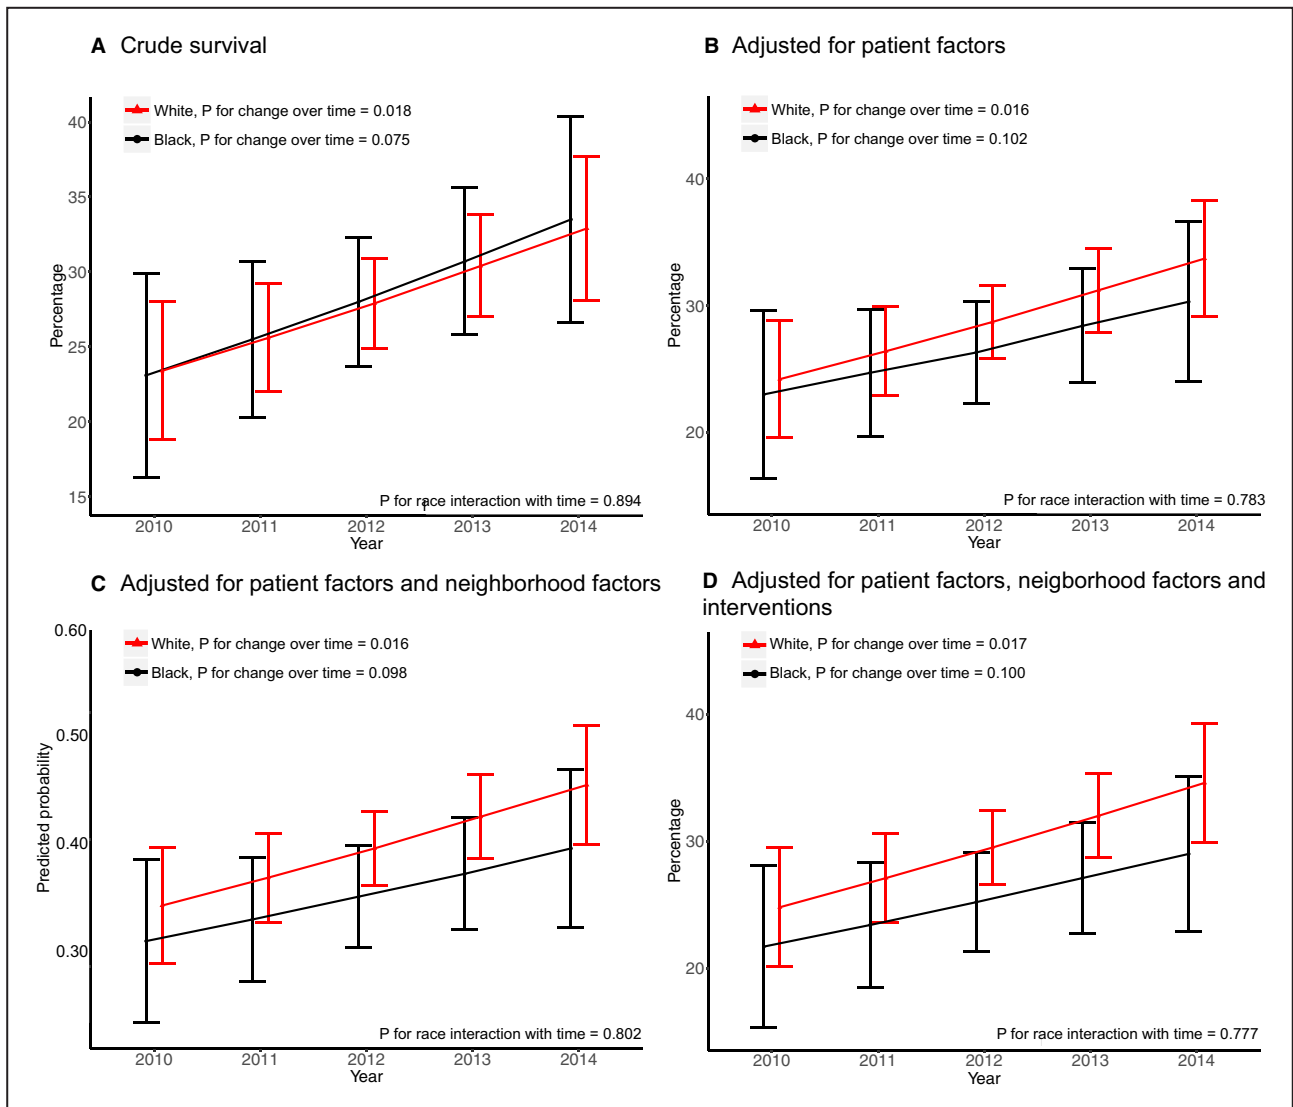 A Crude survival
White, P for change over time = 0.018
Black, P for change over time = 0.075
40
35
30
25
20
15
Percentage
P for race interaction with time = 0.894
2010 2011 2012 2013 2014
Year
B Adjusted for patient factors
White, P for change over time = 0.016
Black, P for change over time = 0.102
40
30
20
Percentage
P for race interaction with time = 0.783
2010 2011 2012 2013 2014
Year
C Adjusted for patient factors and neighborhood factors
White, P for change over time = 0.016
Black, P for change over time = 0.098
0.60
0.50
0.40
0.30
Predicted probability
P for race interaction with time = 0.802
2010 2011 2012 2013 2014
Year
D Adjusted for patient factors, neigborhood factors and
interventions
White, P for change over time = 0.017
Black, P for change over time = 0.100
40
30
20
Percentage
P for race interaction with time = 0.777
2010 2011 2012 2013 2014
Year